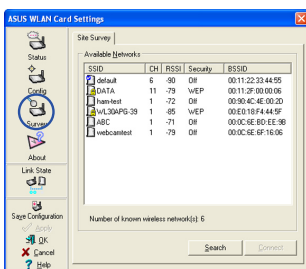 ASUS WLAN Card Settings
Status
Config
Survey
About
Link State
Save Configuration
Apply
OK
Cancel
Help
Site Survey
Available Networks
SSID CH RSSI Security BSSID
default 6 -90 Off 00:11:22:33:44:55
DATA 11 -79 WEP 00:11:2F:00:00:06
ham-test 1 -72 Off 00:90:4C:4E:00:2D
WL30APG-39 1 -85 WEP 00:E0:18:F4:44:5F
ABC 1 -71 Off 00:0C:6E:BD:EE:9B
webcamtest 1 -79 Off 00:0C:6E:6F:16:06
Number of known wireless network(s): 6
Search
Connect